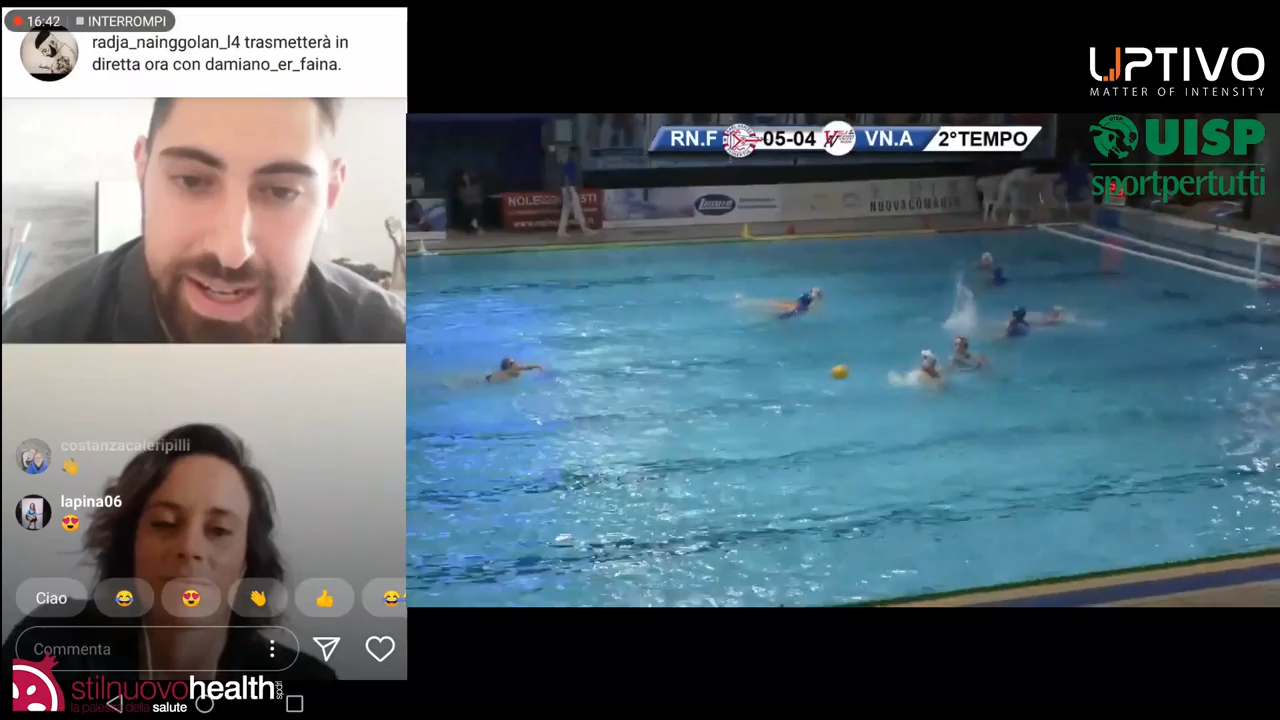 16:42 INTERROMPI
radja_nainggolan_l4 trasmetterà in
diretta ora con damiano_er_faina.
costanzacaleripilli
lapina06
Ciao
Commenta
stilnuovohealth
la palestra della salute
RN.F 05-04 VN.A 2°TEMPO
UPTIVO
MATTER OF INTENSITY
UISP
sportpertutti
NUOVACOMAUTO